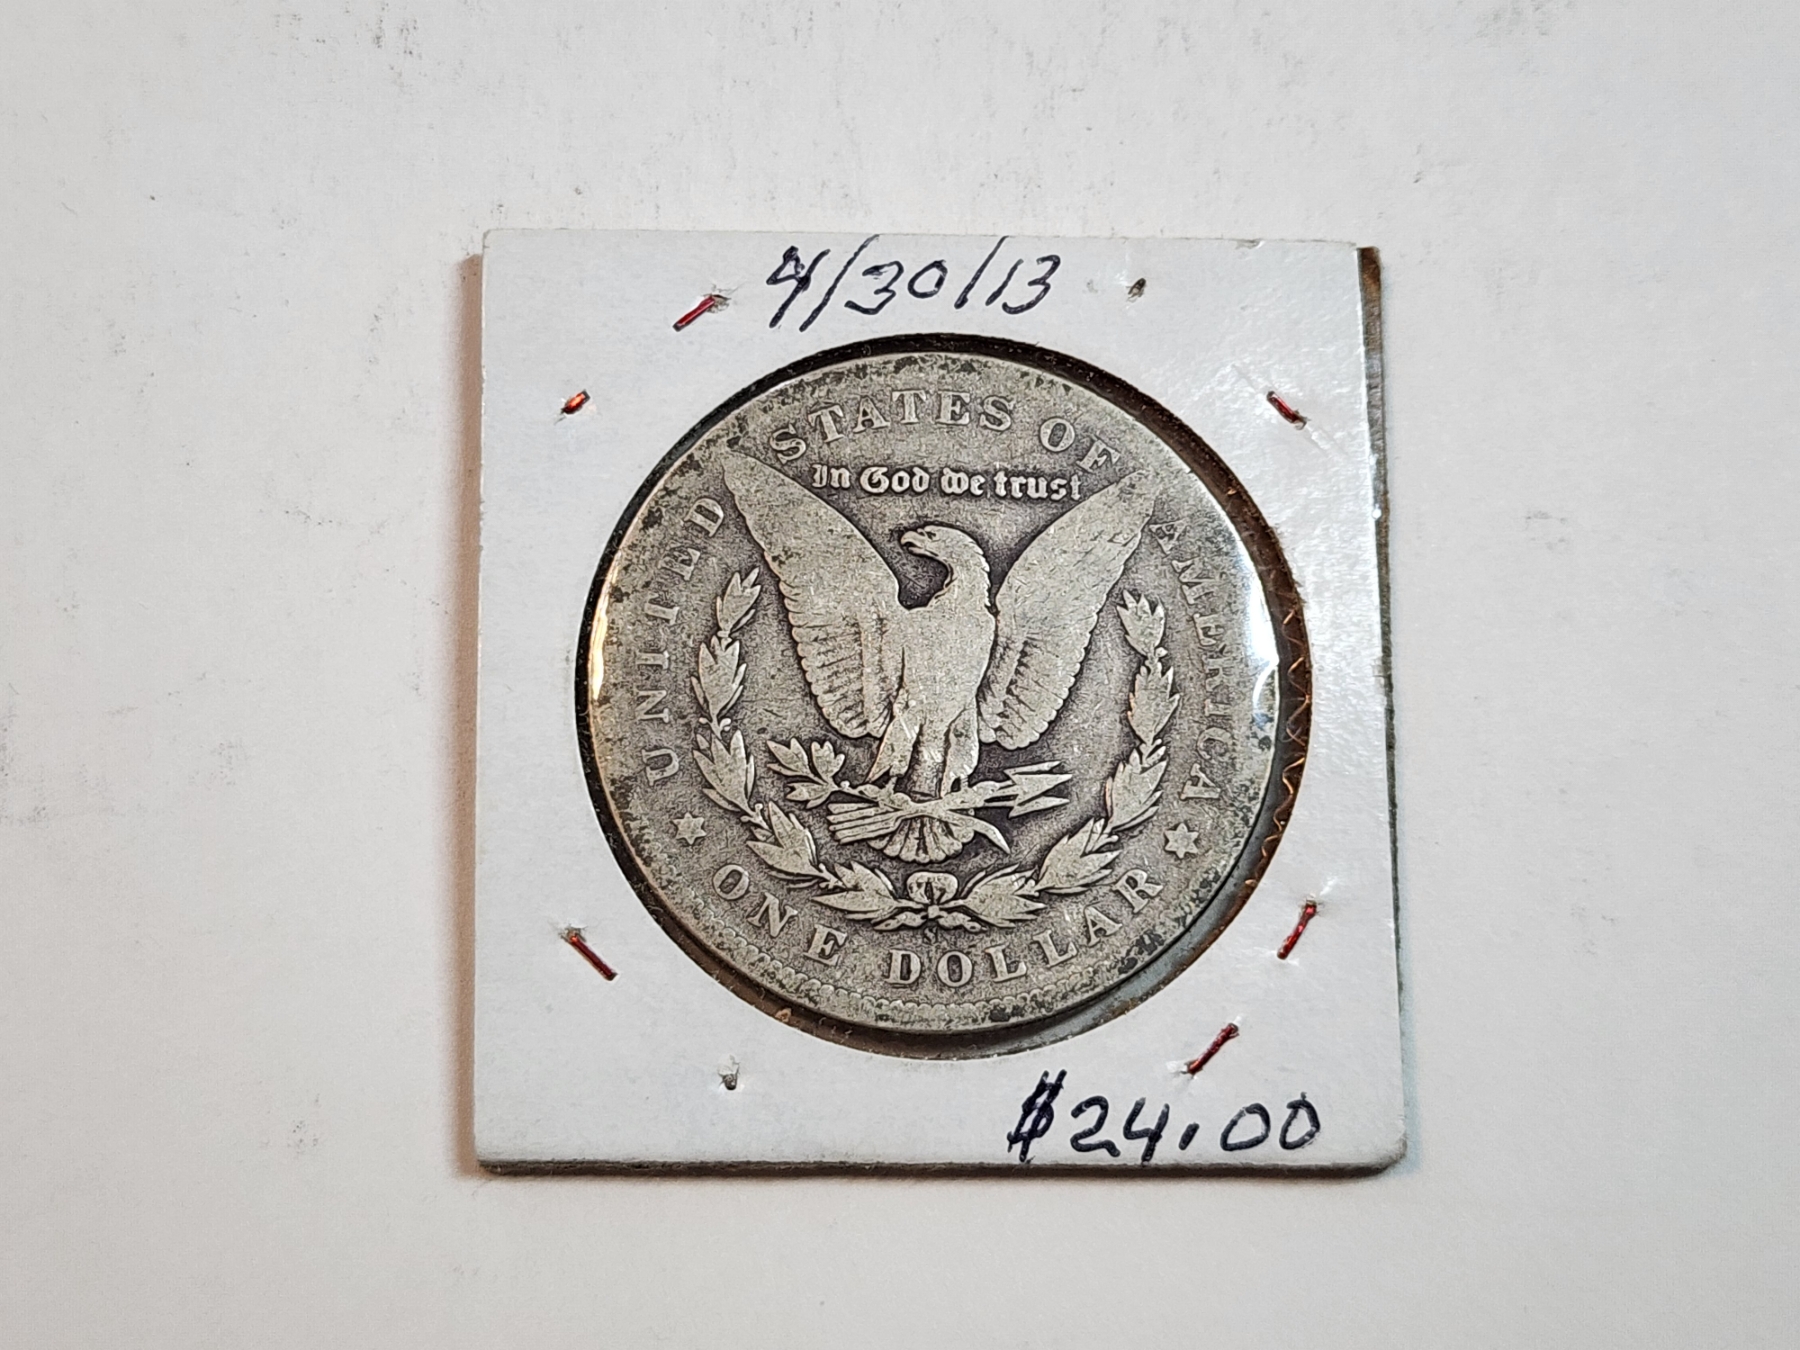 4/30/13
UNITED STATES OF AMERICA
In God we trust
ONE DOLLAR
$24.00